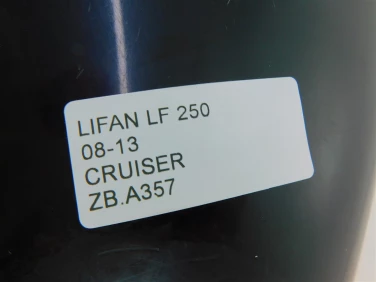 LIFAN LF 250
08-13
CRUISER
ZB.A357